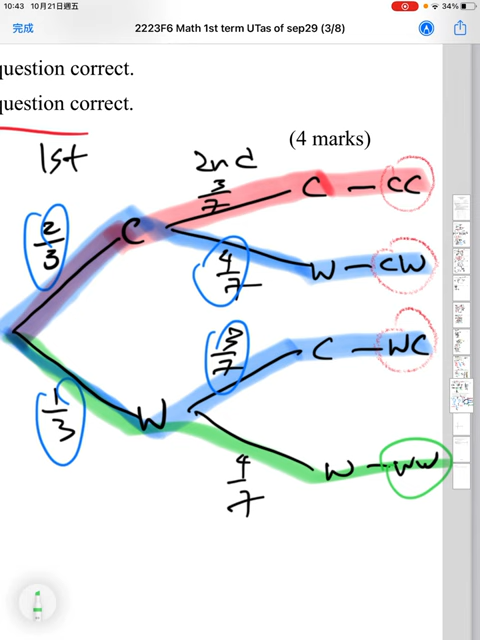 10:43 10月21日週五
34%
完成
2223F6 Math 1st term UTas of sep29 (3/8)
question correct.
question correct.
(4 marks)
1st 2nd
3/7 C — CC
2/3 C
4/7 W — CW
3/7 C — WC
1/3 W
4/7 W — WW